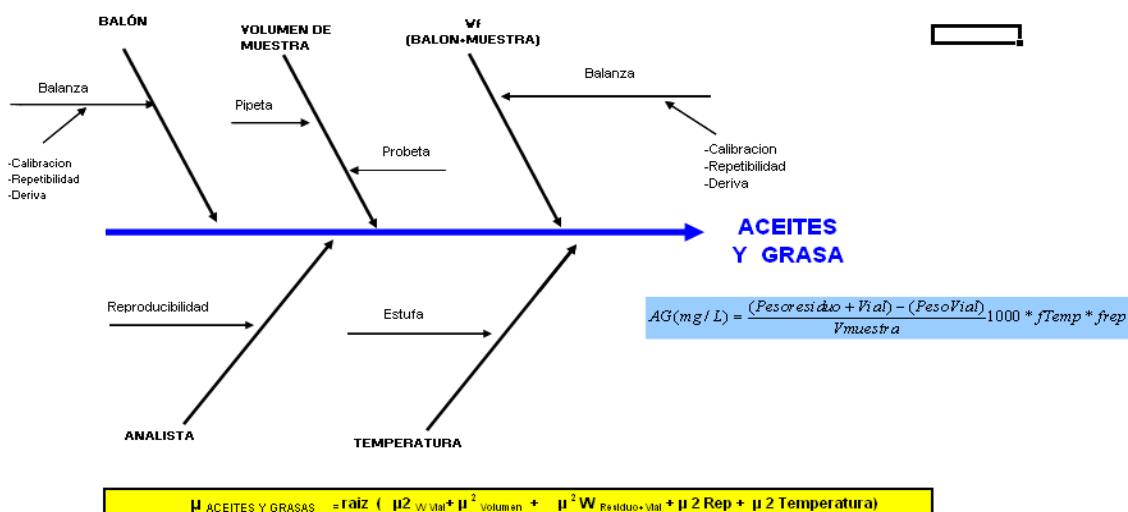 BALÓN
VOLUMEN DE
MUESTRA
Wf
(BALON+MUESTRA)
Balanza
Pipeta
Probeta
Balanza
-Calibracion
-Repetibilidad
-Deriva
-Calibracion
-Repetibilidad
-Deriva
ACEITES
Y GRASA
Reproducibilidad
Estufa
AG(mg/L) = (Pesoresiduo + Vial) − (PesoVial) / Vmuestra 1000 * fTemp * frep
ANALISTA
TEMPERATURA
μ ACEITES Y GRASAS = raiz ( μ2 W Vial + μ² Volumen + μ² W Residuo+Vial + μ 2 Rep + μ 2 Temperatura)